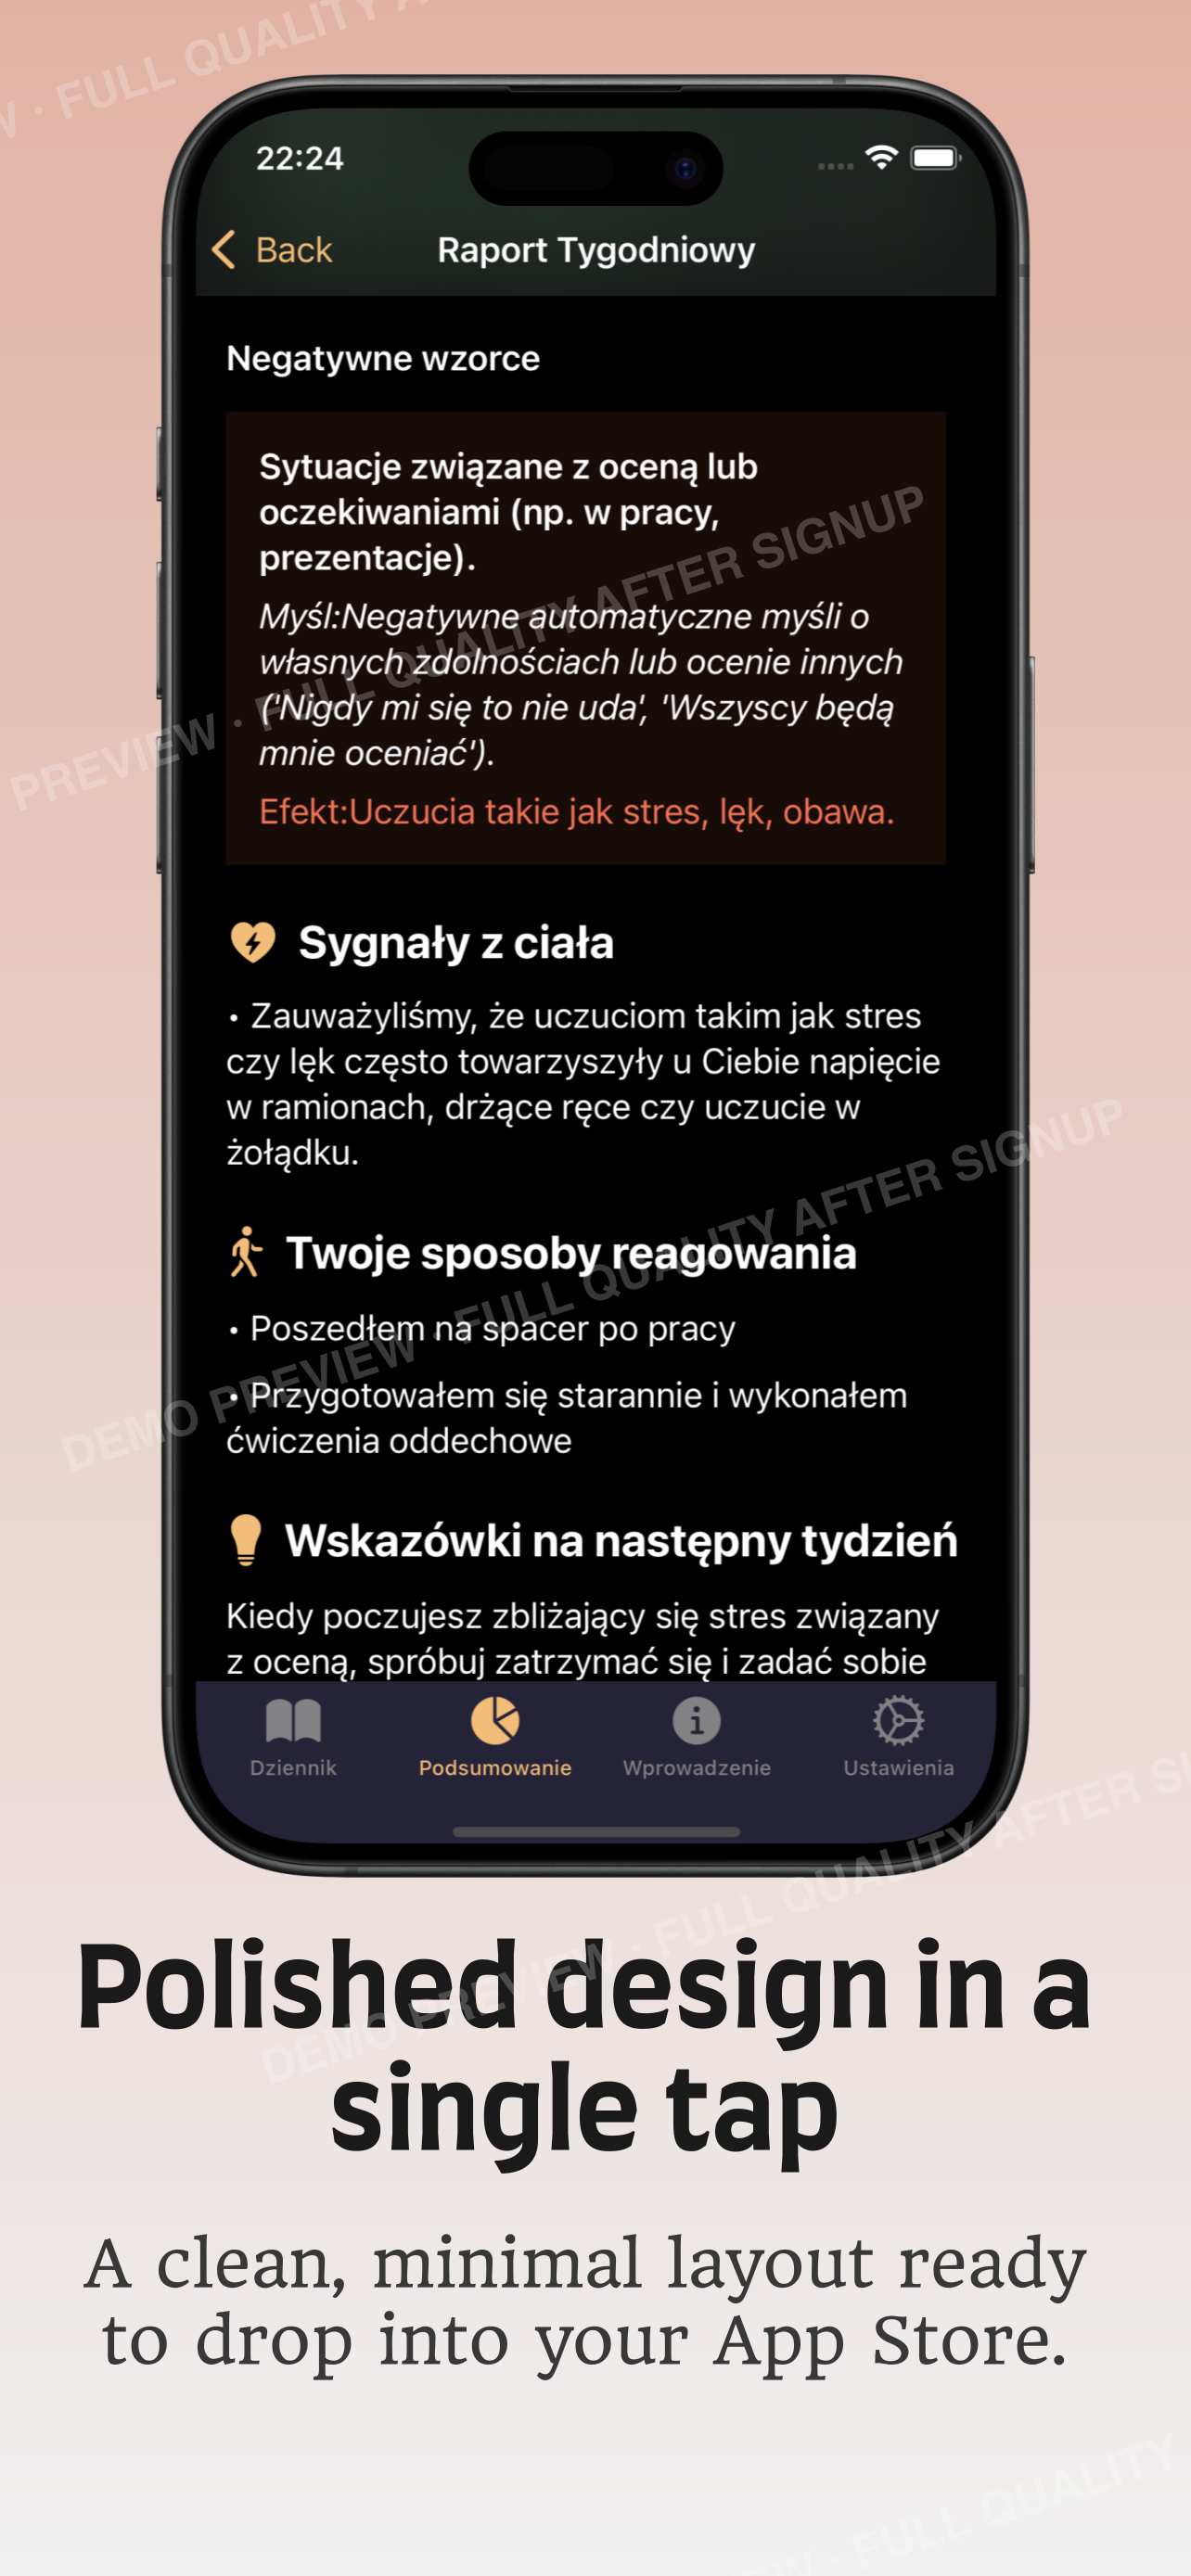 W · FULL QUALITY A
22:24
Back
Raport Tygodniowy
Negatywne wzorce
Sytuacje związane z oceną lub
oczekiwaniami (np. w pracy,
prezentacje).
Myśl:Negatywne automatyczne myśli o
własnych zdolnościach lub ocenie innych
('Nigdy mi się to nie uda', 'Wszyscy będą
mnie oceniać').
Efekt:Uczucia takie jak stres, lęk, obawa.
PREVIEW · FULL QUALITY AFTER SIGNUP
Sygnały z ciała
• Zauważyliśmy, że uczuciom takim jak stres
czy lęk często towarzyszyły u Ciebie napięcie
w ramionach, drżące ręce czy uczucie w
żołądku.
Twoje sposoby reagowania
• Poszedłem na spacer po pracy
• Przygotowałem się starannie i wykonałem
ćwiczenia oddechowe
DEMO PREVIEW · FULL QUALITY AFTER SIGNUP
Wskazówki na następny tydzień
Kiedy poczujesz zbliżający się stres związany
z oceną, spróbuj zatrzymać się i zadać sobie
Dziennik
Podsumowanie
Wprowadzenie
Ustawienia
DEMO PREVIEW · FULL QUALITY AFTER SI
Polished design in a
single tap
A clean, minimal layout ready
to drop into your App Store.
EW · FULL QUALITY